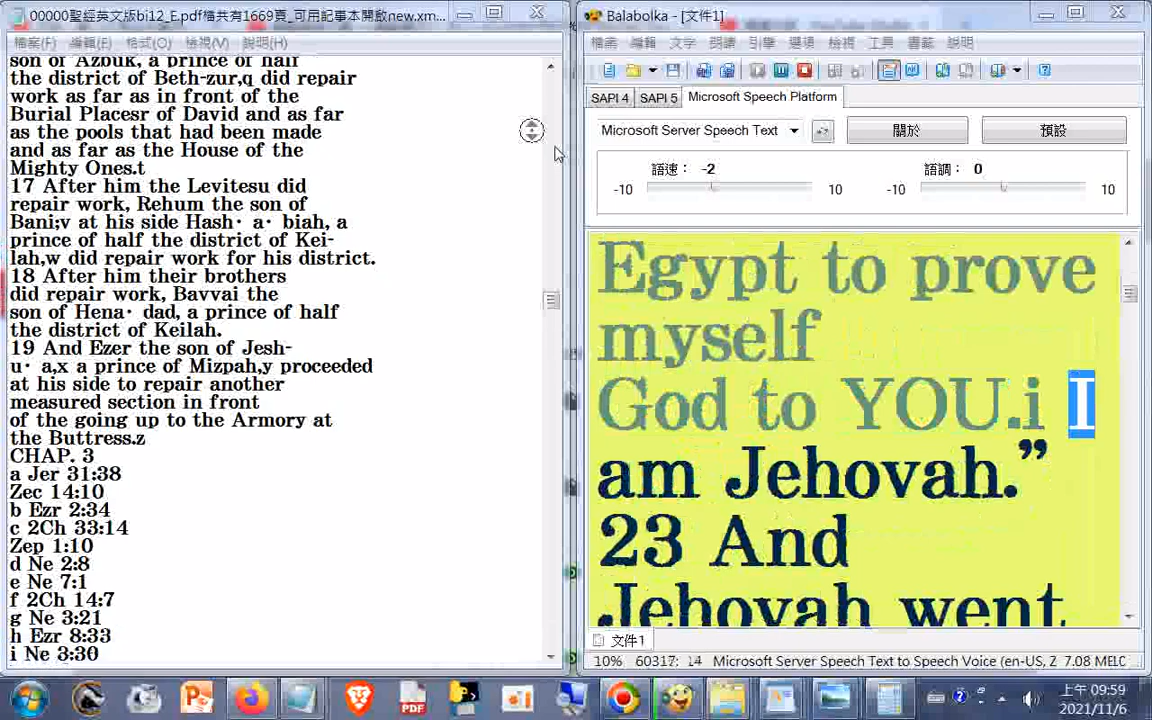 00000聖經英文版bi12_E.pdf檔共有1669頁_可用記事本開啟new.xm...
檔案(F) 編輯(E) 格式(O) 檢視(V) 說明(H)
son of Azbuk, a prince of half
the district of Beth-zur,q did repair
work as far as in front of the
Burial Placesr of David and as far
as the pools that had been made
and as far as the House of the
Mighty Ones.t
17 After him the Levitesu did
repair work, Rehum the son of
Bani;v at his side Hash· a· biah, a
prince of half the district of Kei-
lah,w did repair work for his district.
18 After him their brothers
did repair work, Bavvai the
son of Hena· dad, a prince of half
the district of Keilah.
19 And Ezer the son of Jesh-
u· a,x a prince of Mizpah,y proceeded
at his side to repair another
measured section in front
of the going up to the Armory at
the Buttress.z
CHAP. 3
a Jer 31:38
Zec 14:10
b Ezr 2:34
c 2Ch 33:14
Zep 1:10
d Ne 2:8
e Ne 7:1
f 2Ch 14:7
g Ne 3:21
h Ezr 8:33
i Ne 3:30
Balabolka - [文件1]
檔案 編輯 文字 朗讀 引擎 選項 檢視 工具 書籤 說明
SAPI 4 SAPI 5 Microsoft Speech Platform
Microsoft Server Speech Text 關於 預設
語速： -2 語調： 0
-10 10 -10 10
Egypt to prove
myself
God to YOU.i I
am Jehovah.”
23 And
Jehovah went
文件1
10% 60317: 14 Microsoft Server Speech Text to Speech Voice (en-US, Z 7.08 MELC
PDF
上午 09:59
2021/11/6